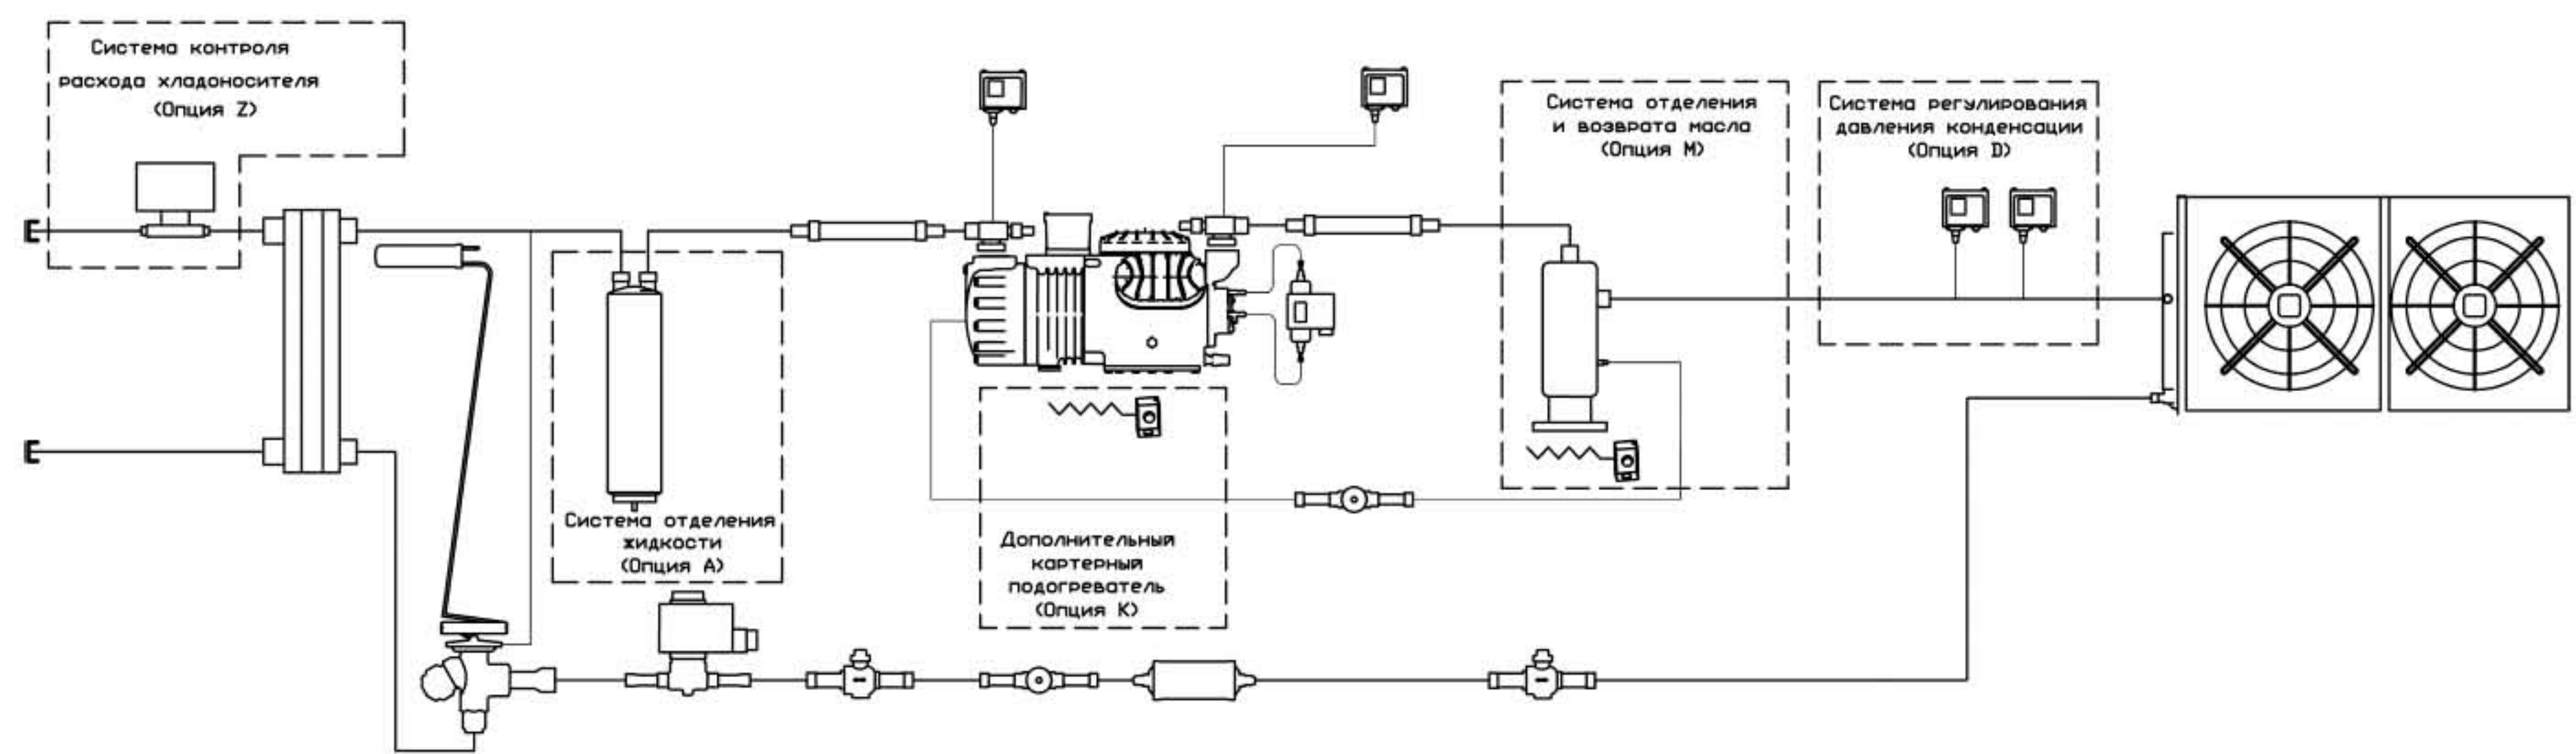 Система контроля
расхода хладоносителя
(Опция Z)
Система отделения
жидкости
(Опция А)
Дополнительный
картерный
подогреватель
(Опция К)
Система отделения
и возврата масла
(Опция М)
Система регулирования
давления конденсации
(Опция D)